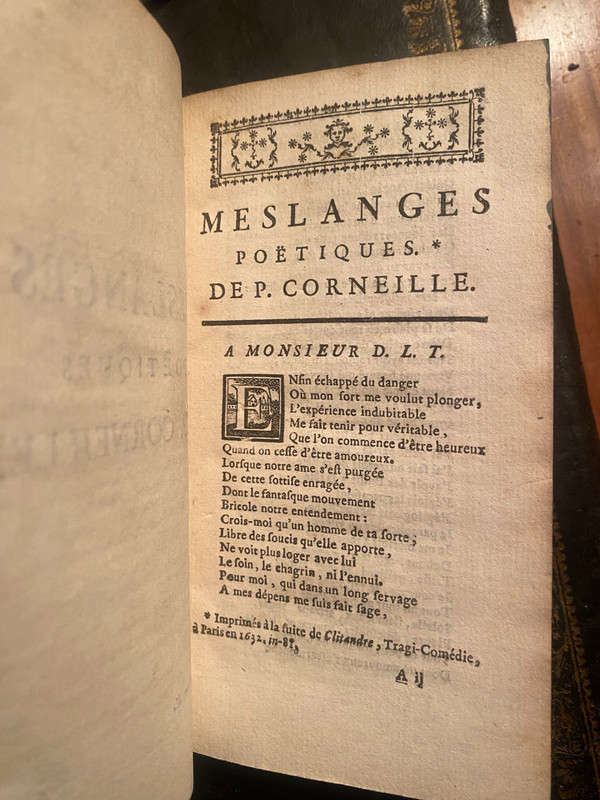 MESLANGES
POËTIQUES. *
DE P. CORNEILLE.
A MONSIEUR D. L. T.
ENfin échappé du danger
Où mon ſort me voulut plonger,
L'expérience indubitable
Me fait tenir pour véritable,
Que l'on commence d'être heureux
Quand on ceſſe d'être amoureux.
Lorſque notre ame s'eſt purgée
De cette ſottiſe enragée,
Dont le fantaſque mouvement
Bricole notre entendement:
Crois-moi qu'un homme de ta ſorte;
Libre des ſoucis qu'elle apporte,
Ne voit plus loger avec lui
Le ſoin, le chagrin, ni l'ennui.
Pour moi, qui dans un long ſervage
A mes dépens me ſuis fait ſage,
* Imprimés à la ſuite de Clitandre, Tragi-Comédie,
à Paris en 1632. in-8°,
A ij